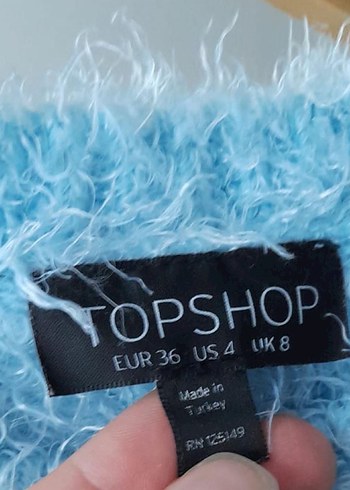 TOPSHOP
EUR 36 US 4 UK 8
Made in
Turkey
RN 125149